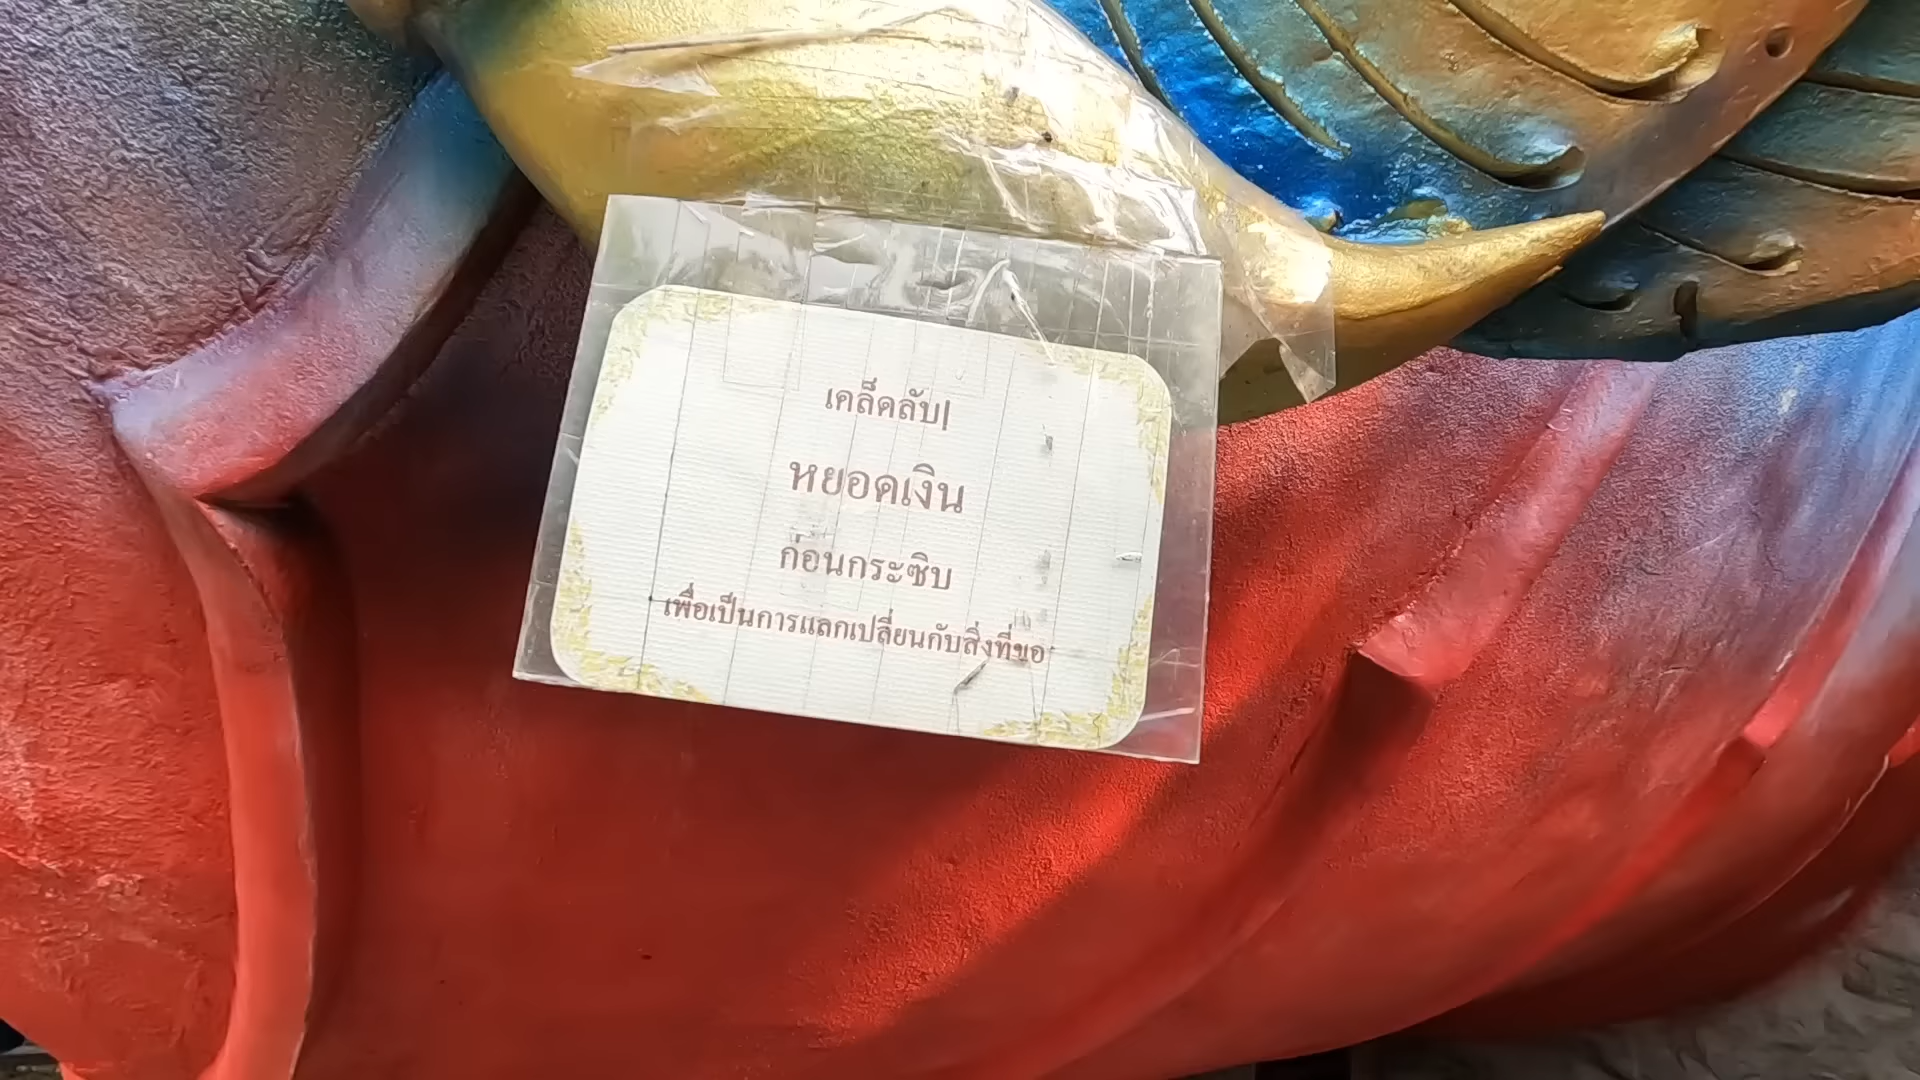 เคล็ดลับ|
หยอดเงิน
ก่อนกระซิบ
เพื่อเป็นการแลกเปลี่ยนกับสิ่งที่ขอ